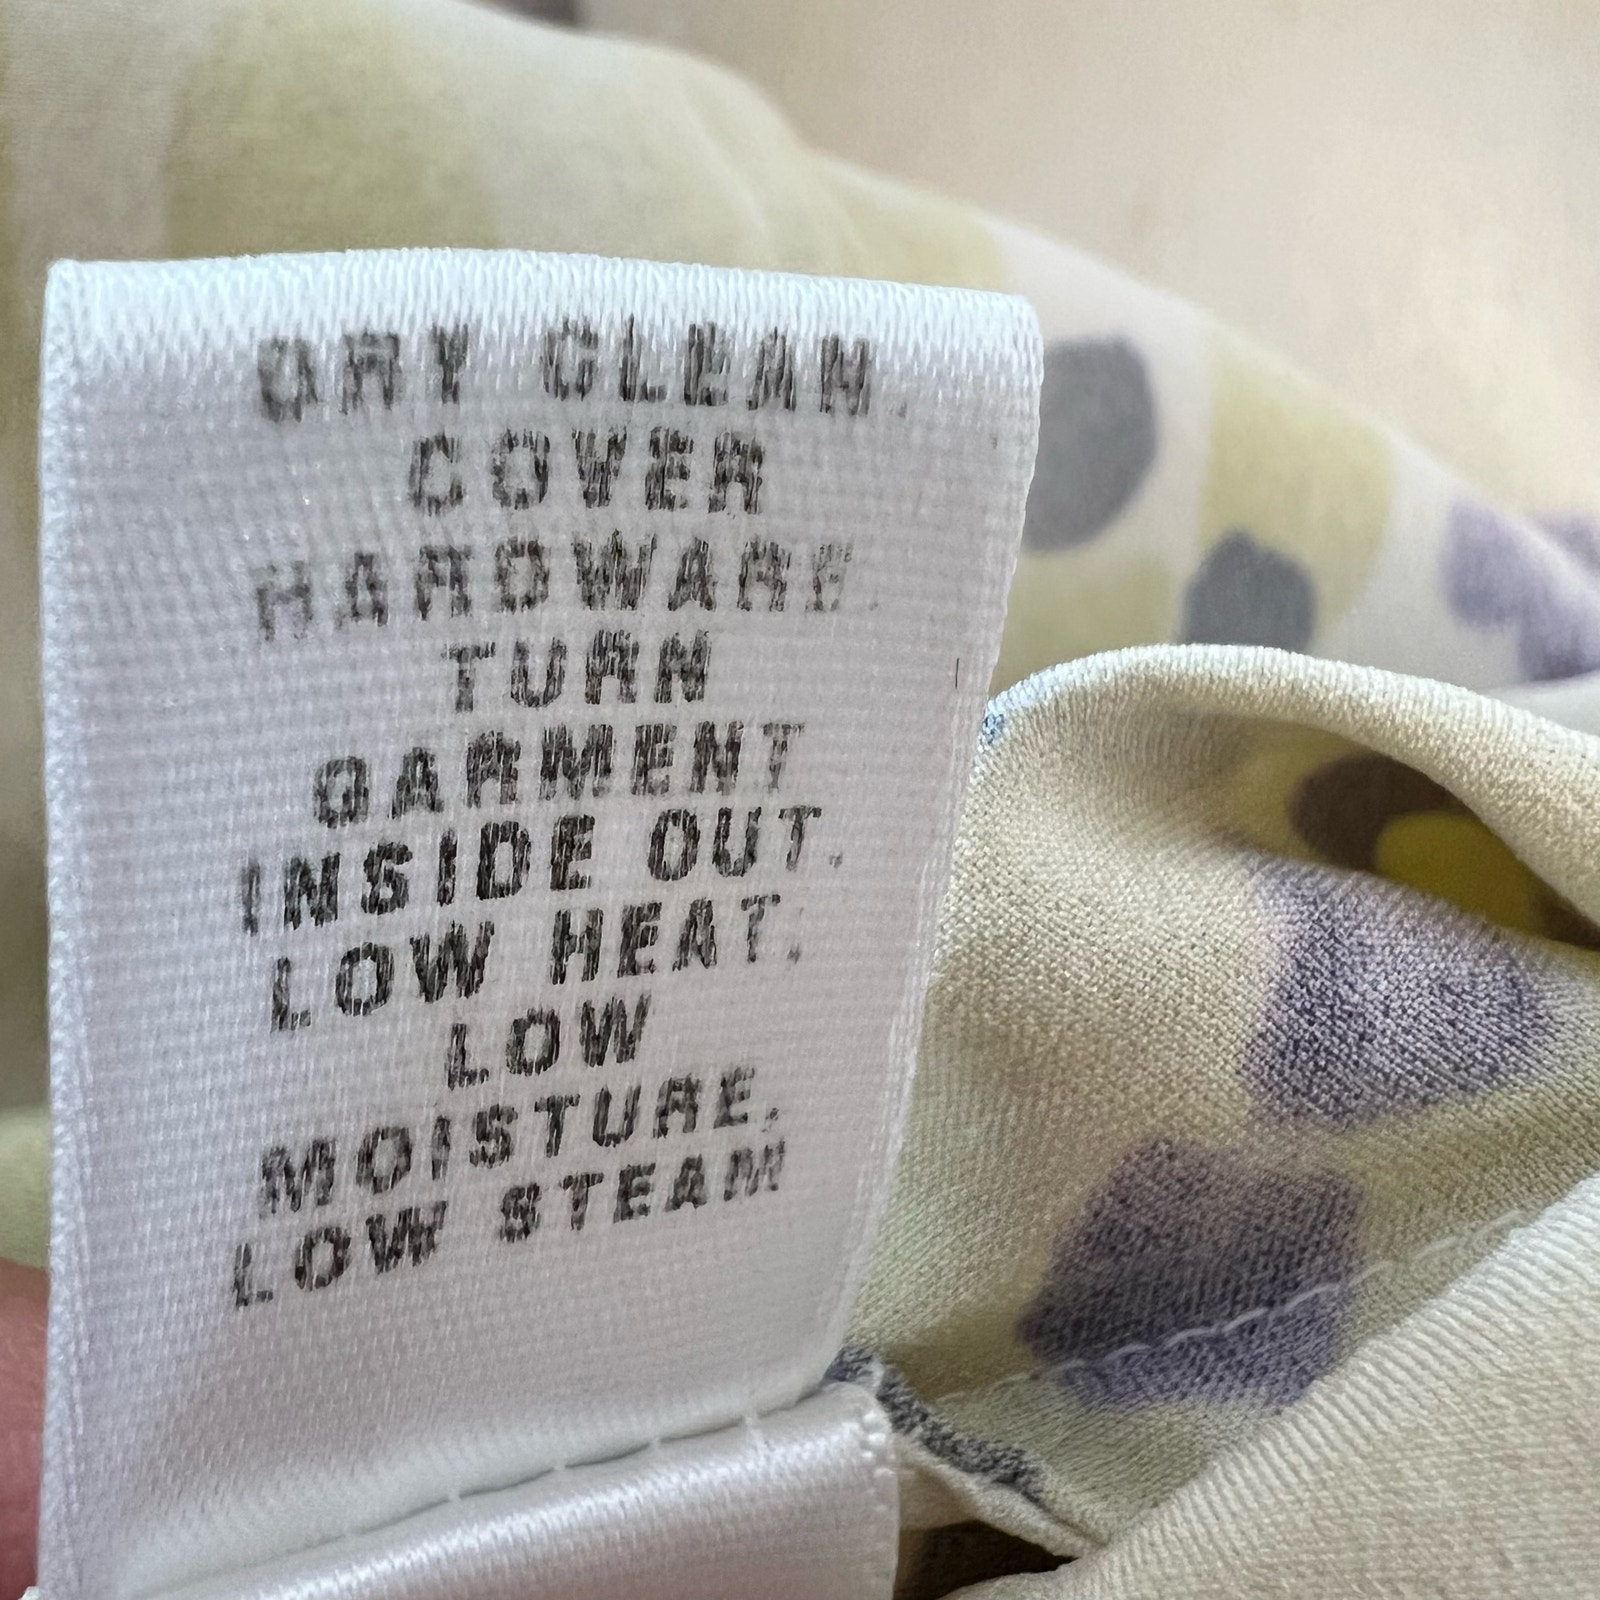 DRY CLEAN.
COVER
HARDWARE.
TURN
GARMENT
INSIDE OUT.
LOW HEAT,
LOW
MOISTURE,
LOW STEAM